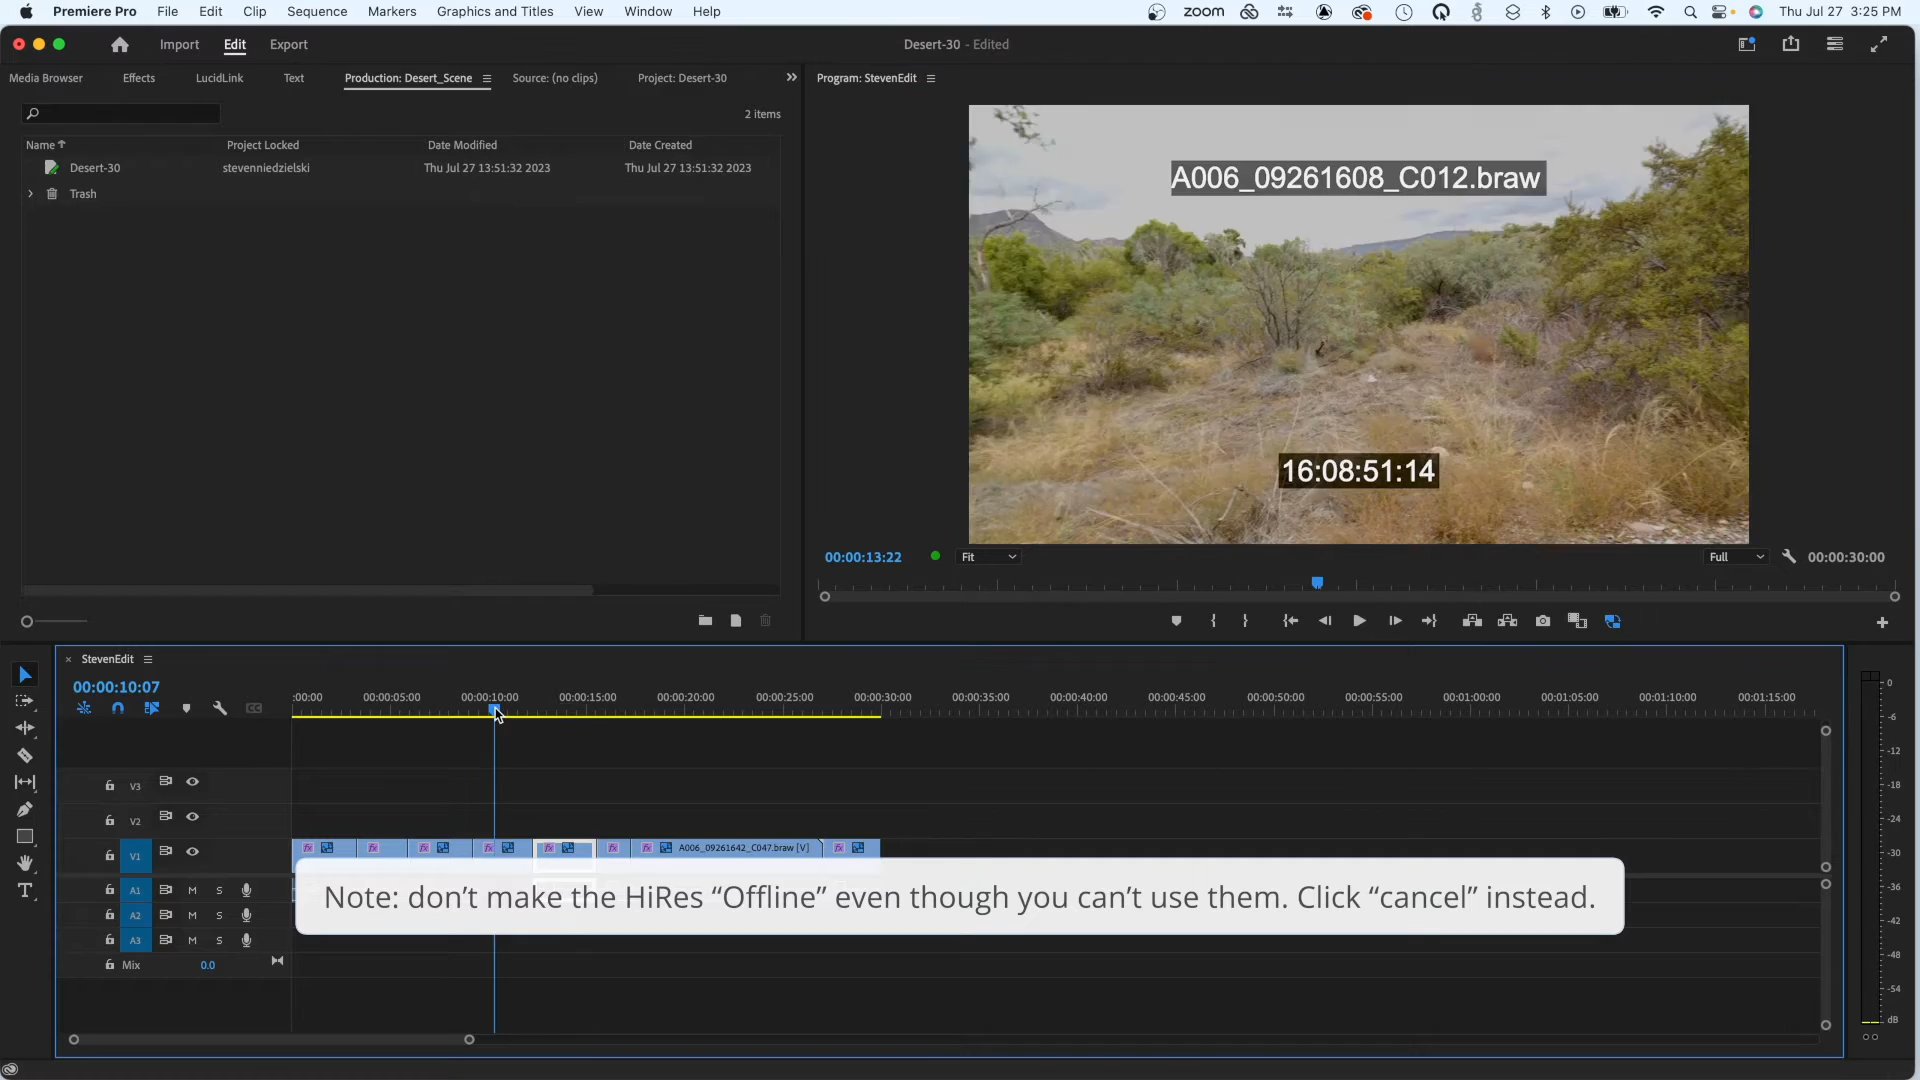 Premiere Pro File Edit Clip Sequence Markers Graphics and Titles View Window Help zoom Thu Jul 27 3:25 PM
Import Edit Export Desert-30 - Edited
Media Browser Effects LucidLink Text Production: Desert_Scene Source: (no clips) Project: Desert-30 Program: StevenEdit
2 items
Name Project Locked Date Modified Date Created
Desert-30 stevenniedzielski Thu Jul 27 13:51:32 2023 Thu Jul 27 13:51:32 2023
Trash
A006_09261608_C012.braw
16:08:51:14
00:00:13:22 Fit Full 00:00:30:00
StevenEdit
00:00:10:07
:00:00 00:00:05:00 00:00:10:00 00:00:15:00 00:00:20:00 00:00:25:00 00:00:30:00 00:00:35:00 00:00:40:00 00:00:45:00 00:00:50:00 00:00:55:00 00:01:00:00 00:01:05:00 00:01:10:00 00:01:15:00
V3
V2
V1 fx fx fx fx fx fx fx A006_09261642_C047.braw [V] fx
A1 M S
A2 M S
A3 M S
Mix 0.0
Note: don’t make the HiRes “Offline” even though you can’t use them. Click “cancel” instead.
0
-6
-12
-18
-24
-30
-36
-42
-48
-54
dB